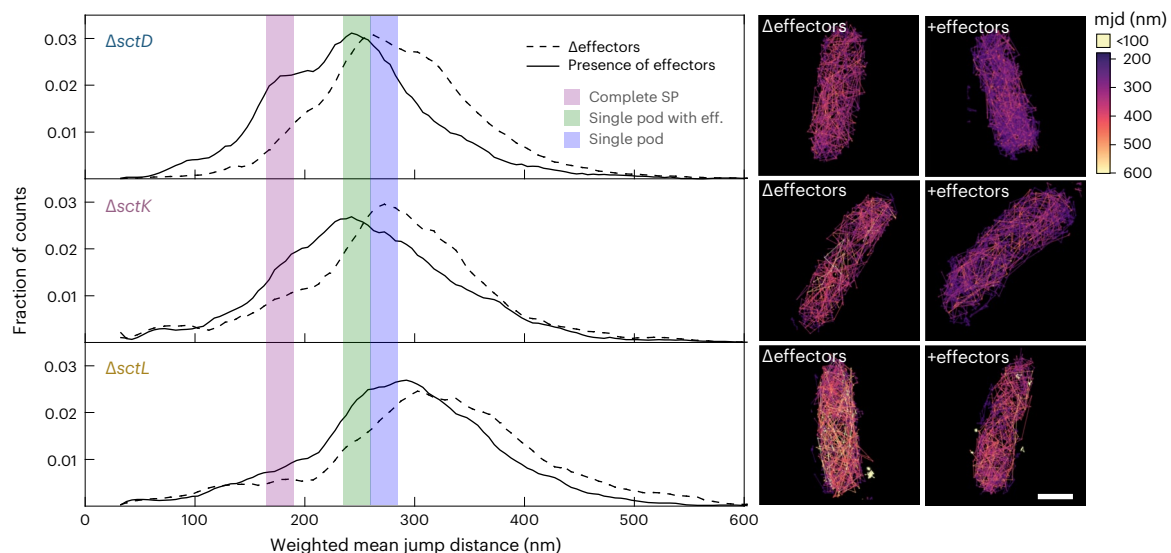 Fraction of counts
ΔsctD
0.03
0.02
0.01
Δeffectors
Presence of effectors
Complete SP
Single pod with eff.
Single pod
ΔsctK
0.03
0.02
0.01
ΔsctL
0.03
0.02
0.01
0 100 200 300 400 500 600
Weighted mean jump distance (nm)
Δeffectors
+effectors
Δeffectors
+effectors
Δeffectors
+effectors
mjd (nm)
<100
200
300
400
500
600